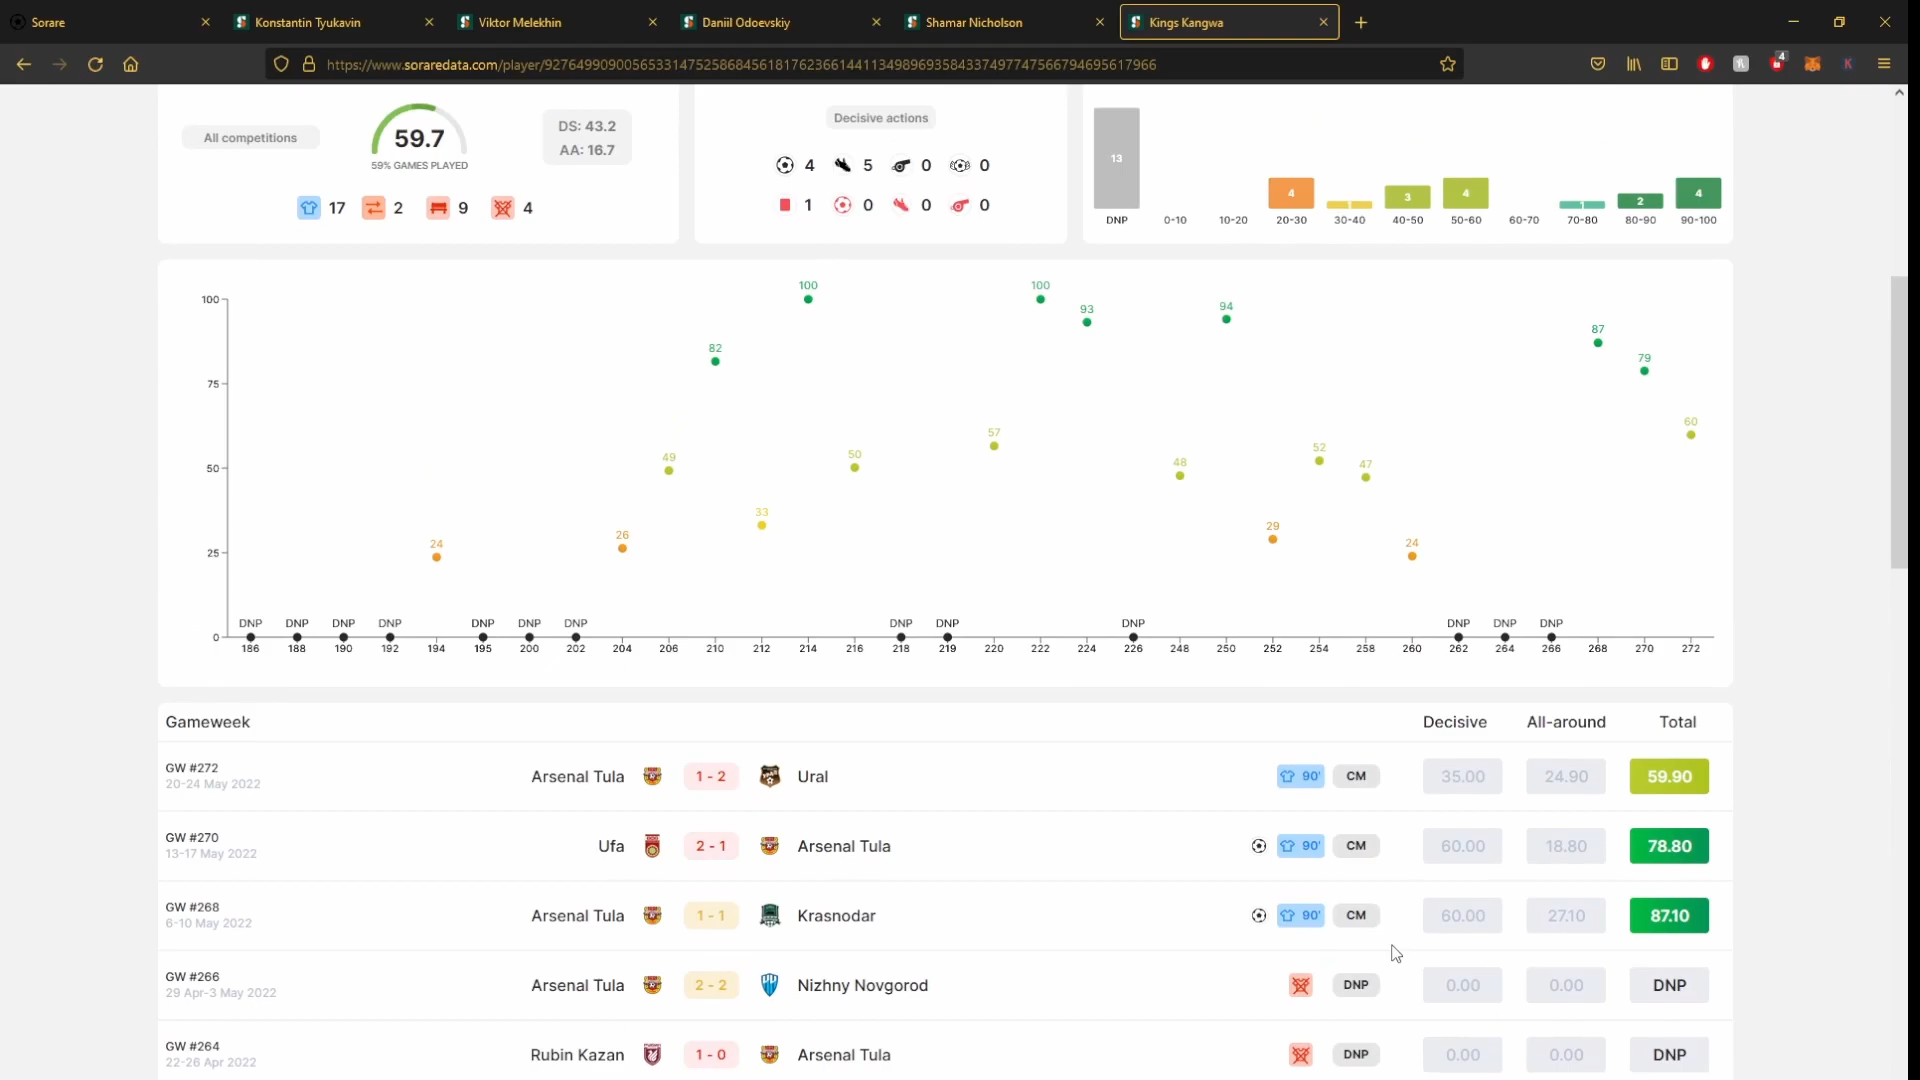 Sorare
Konstantin Tyukavin
Viktor Melekhin
Daniil Odoevskiy
Shamar Nicholson
Kings Kangwa
https://www.soraredata.com/player/92764990900565331475258684561817623661441134989693584337497747566794695617966
4
All competitions
59.7
59% GAMES PLAYED
DS: 43.2
AA: 16.7
17 2 9 4
Decisive actions
4 5 0 0
1 0 0 0
13 4 1 3 4 1 2 4
DNP 0-10 10-20 20-30 30-40 40-50 50-60 60-70 70-80 80-90 90-100
100 75 50 25 0
24 26 49 82 33 100 50 57 100 93 48 94 29 52 47 24 87 79 60
DNP DNP DNP DNP DNP DNP DNP DNP DNP DNP DNP DNP DNP
186 188 190 192 194 195 200 202 204 206 210 212 214 216 218 219 220 222 224 226 248 250 252 254 258 260 262 264 266 268 270 272
Gameweek Decisive All-around Total
GW #272
20-24 May 2022
Arsenal Tula 1 - 2 Ural 90' CM 35.00 24.90 59.90
GW #270
13-17 May 2022
Ufa 2 - 1 Arsenal Tula 90' CM 60.00 18.80 78.80
GW #268
6-10 May 2022
Arsenal Tula 1 - 1 Krasnodar 90' CM 60.00 27.10 87.10
GW #266
29 Apr-3 May 2022
Arsenal Tula 2 - 2 Nizhny Novgorod DNP 0.00 0.00 DNP
GW #264
22-26 Apr 2022
Rubin Kazan 1 - 0 Arsenal Tula DNP 0.00 0.00 DNP